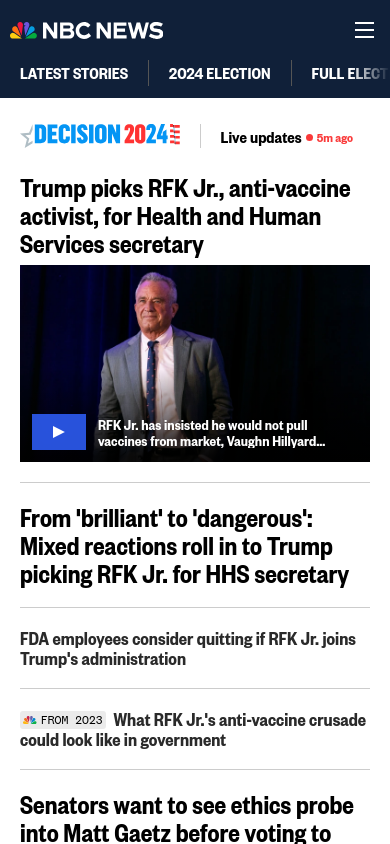 NBC NEWS
LATEST STORIES
2024 ELECTION
FULL ELECT
DECISION 2024
Live updates
5m ago
Trump picks RFK Jr., anti-vaccine
activist, for Health and Human
Services secretary
RFK Jr. has insisted he would not pull
vaccines from market, Vaughn Hillyard...
From 'brilliant' to 'dangerous':
Mixed reactions roll in to Trump
picking RFK Jr. for HHS secretary
FDA employees consider quitting if RFK Jr. joins
Trump's administration
FROM 2023 What RFK Jr.'s anti-vaccine crusade
could look like in government
Senators want to see ethics probe
into Matt Gaetz before voting to